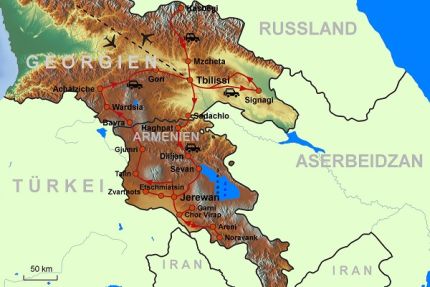 RUSSLAND
GEORGIEN
Mzcheta
Gori
Tbilissi
Achalziche
Signagi
Wardsia
Sadachlo
Bavra
Haghpat
ARMENIEN
Gjumri
Dilijan
ASERBEIDZAN
Sevan
Talin
TÜRKEI
Etschmiatsin
Zvartnots
Jerewan
Garni
Chor Virap
Areni
Noravank
IRAN
IRAN
50 km